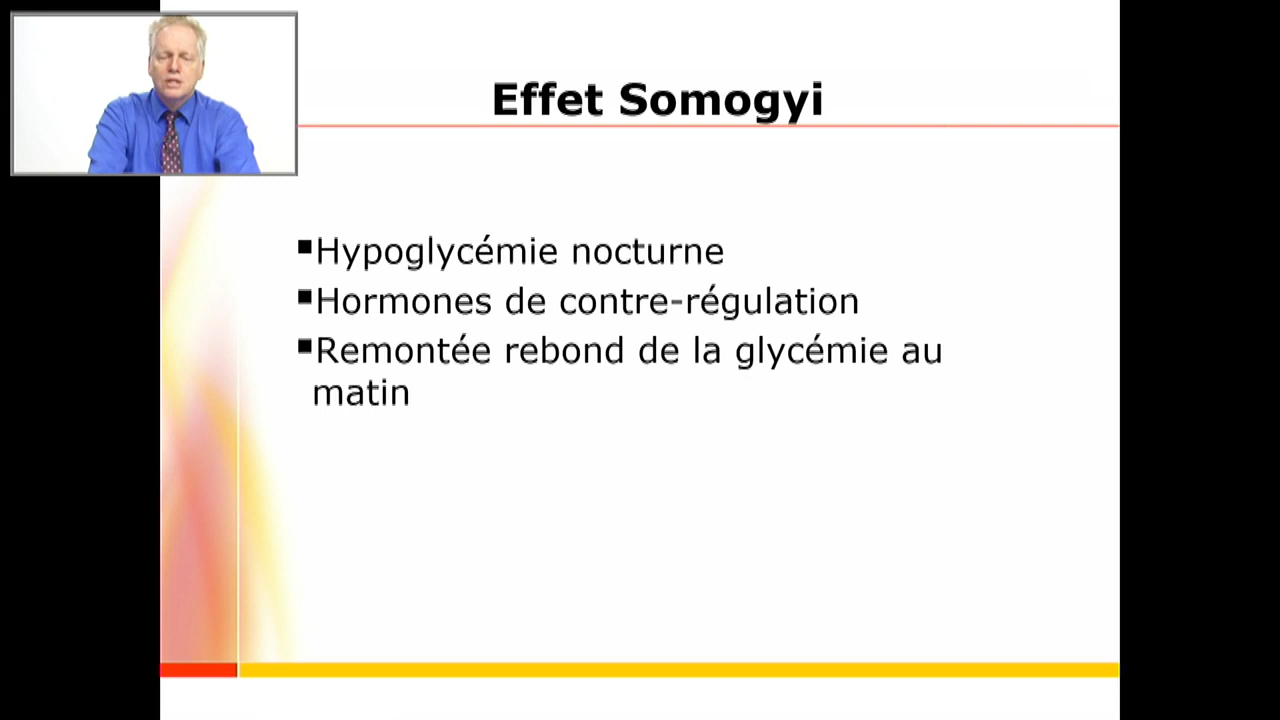 Effet Somogyi
▪Hypoglycémie nocturne
▪Hormones de contre-régulation
▪Remontée rebond de la glycémie au
matin